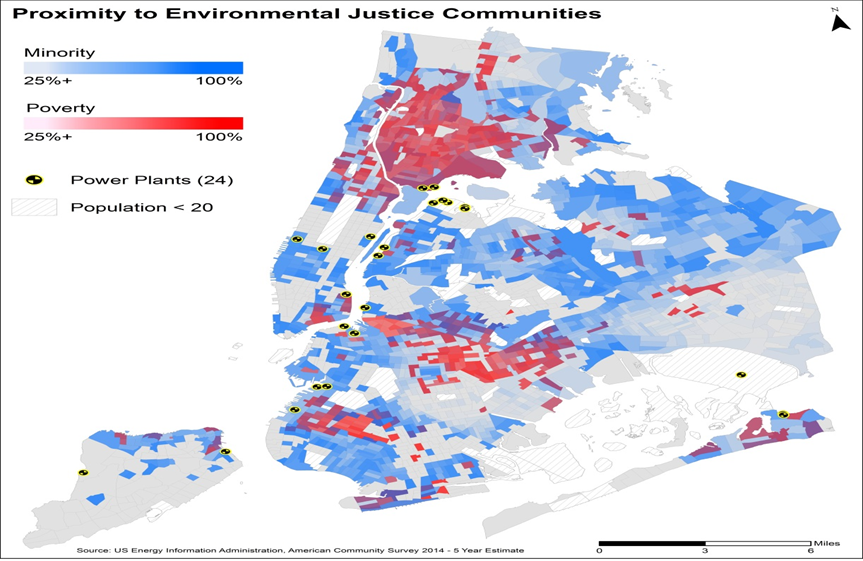 Proximity to Environmental Justice Communities
N
Minority
25%+ 100%
Poverty
25%+ 100%
Power Plants (24)
Population < 20
Source: US Energy Information Administration, American Community Survey 2014 - 5 Year Estimate
Miles
0 3 6